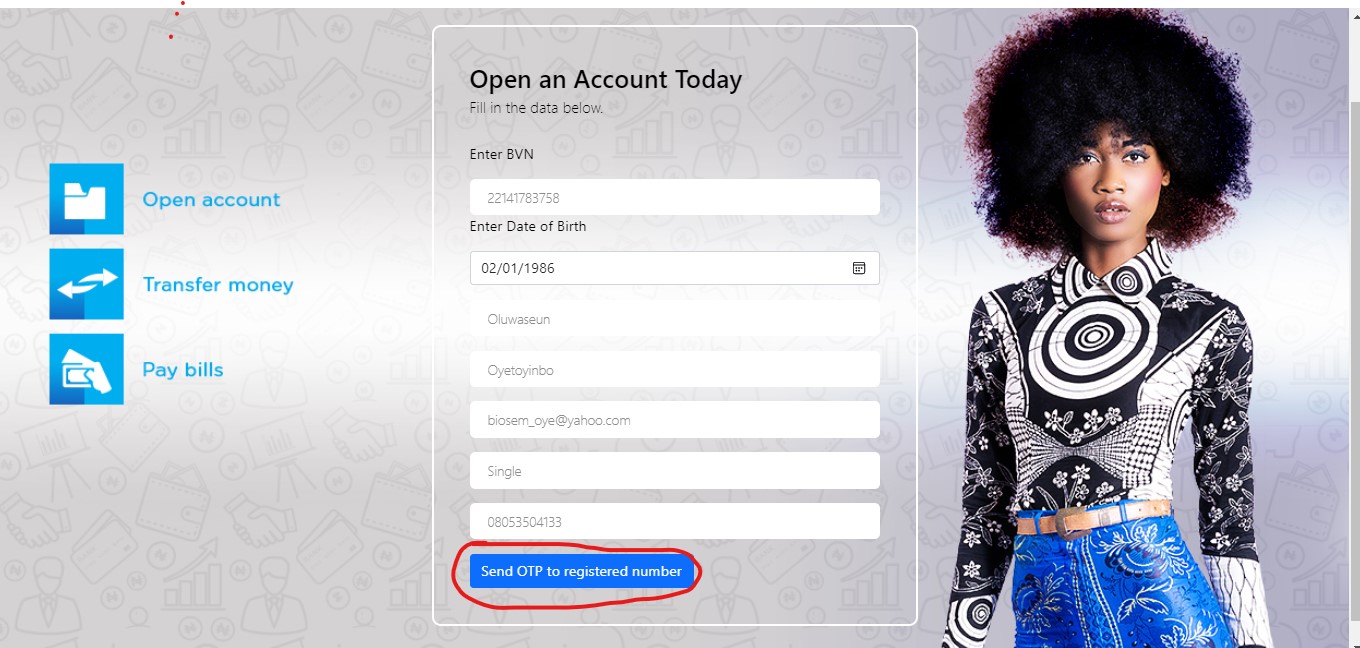 Open account
Transfer money
Pay bills
Open an Account Today
Fill in the data below.
Enter BVN
22141783758
Enter Date of Birth
02/01/1986
Oluwaseun
Oyetoyinbo
biosem_oye@yahoo.com
Single
08053504133
Send OTP to registered number